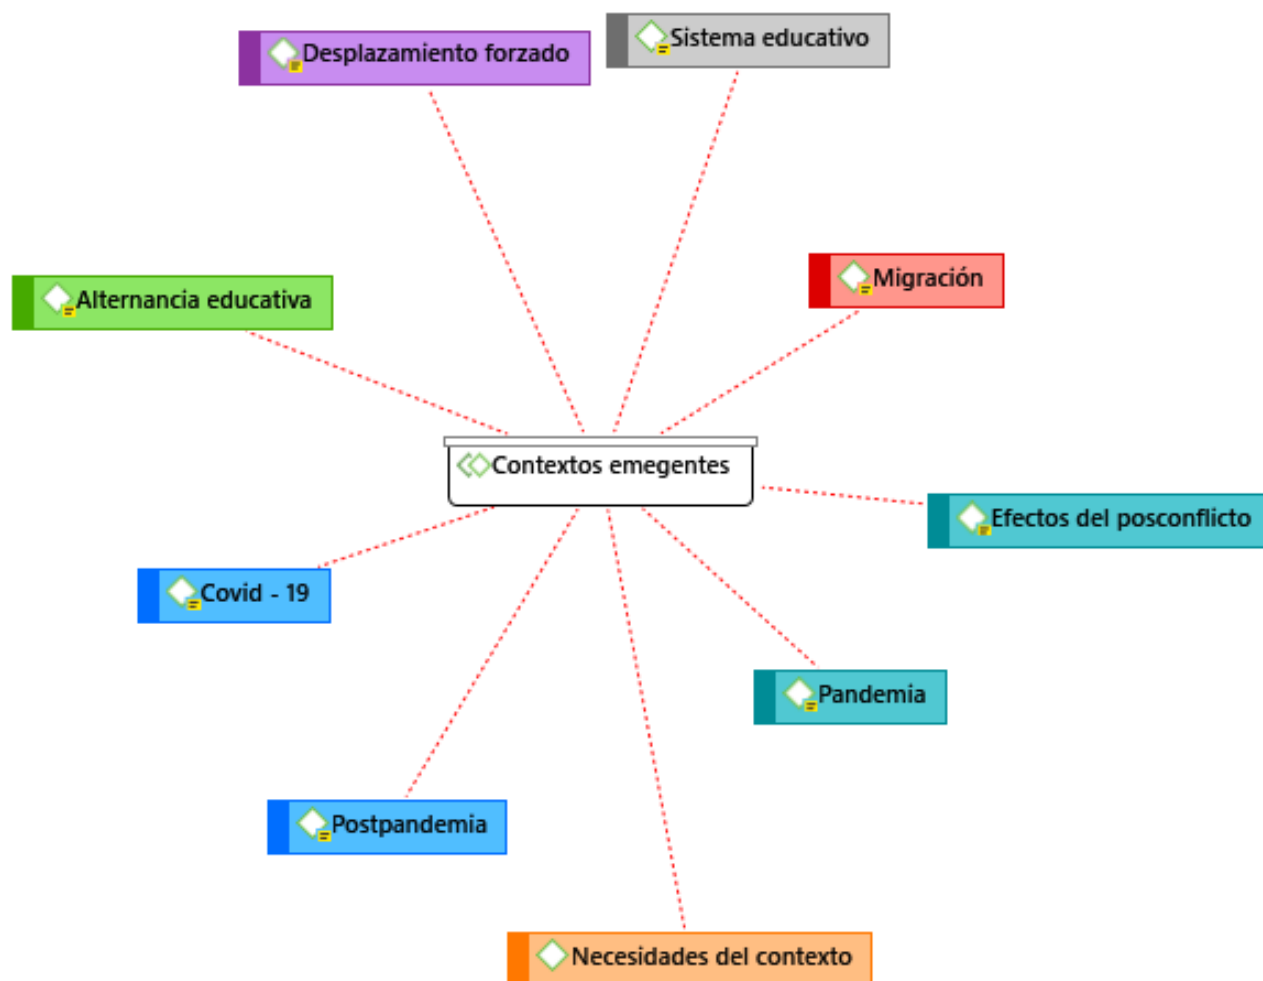 Sistema educativo
Desplazamiento forzado
Migración
Alternancia educativa
Contextos emegentes
Efectos del posconflicto
Covid - 19
Pandemia
Postpandemia
Necesidades del contexto